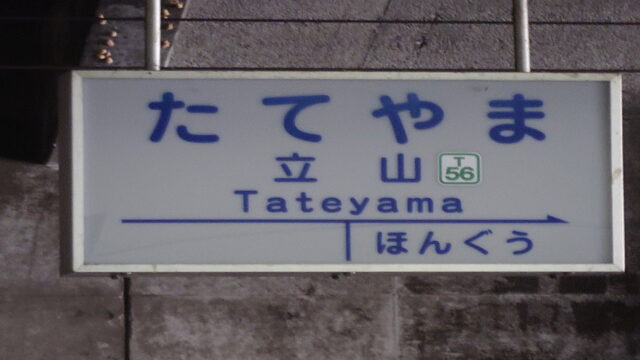 たてやま
立山 T 56
Tateyama
ほんぐう